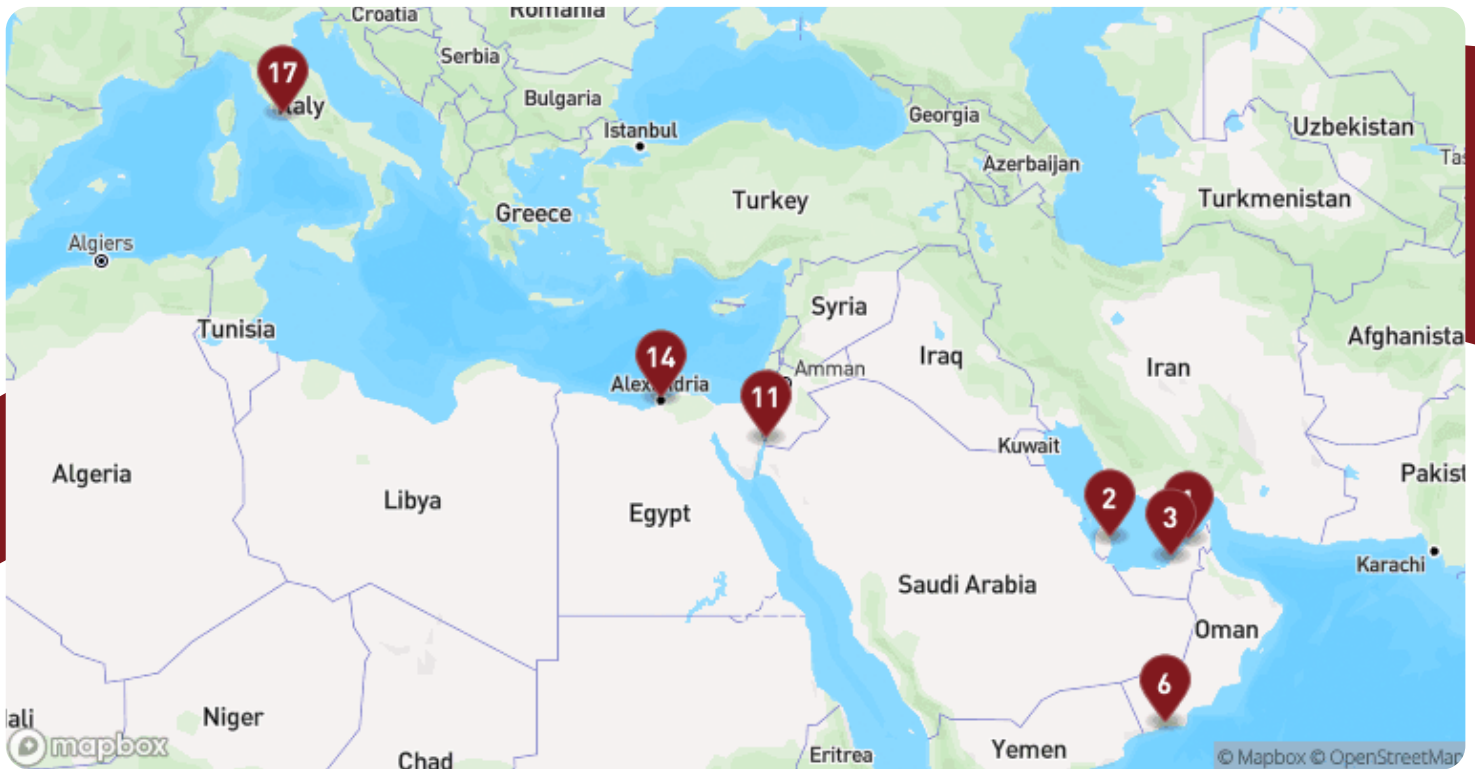 Croatia
Romania
Serbia
17
Italy
Bulgaria
Georgia
Istanbul
Uzbekistan
Azerbaijan
Turkey
Turkmenistan
Greece
Algiers
Syria
Tunisia
Afghanista
14
Iraq
Iran
Amman
Alexandria
11
Kuwait
Algeria
Pakist
2
1
Libya
Egypt
3
Karachi
Saudi Arabia
Oman
6
Niger
ali
mapbox
Yemen
Eritrea
Chad
© Mapbox © OpenStreetMap